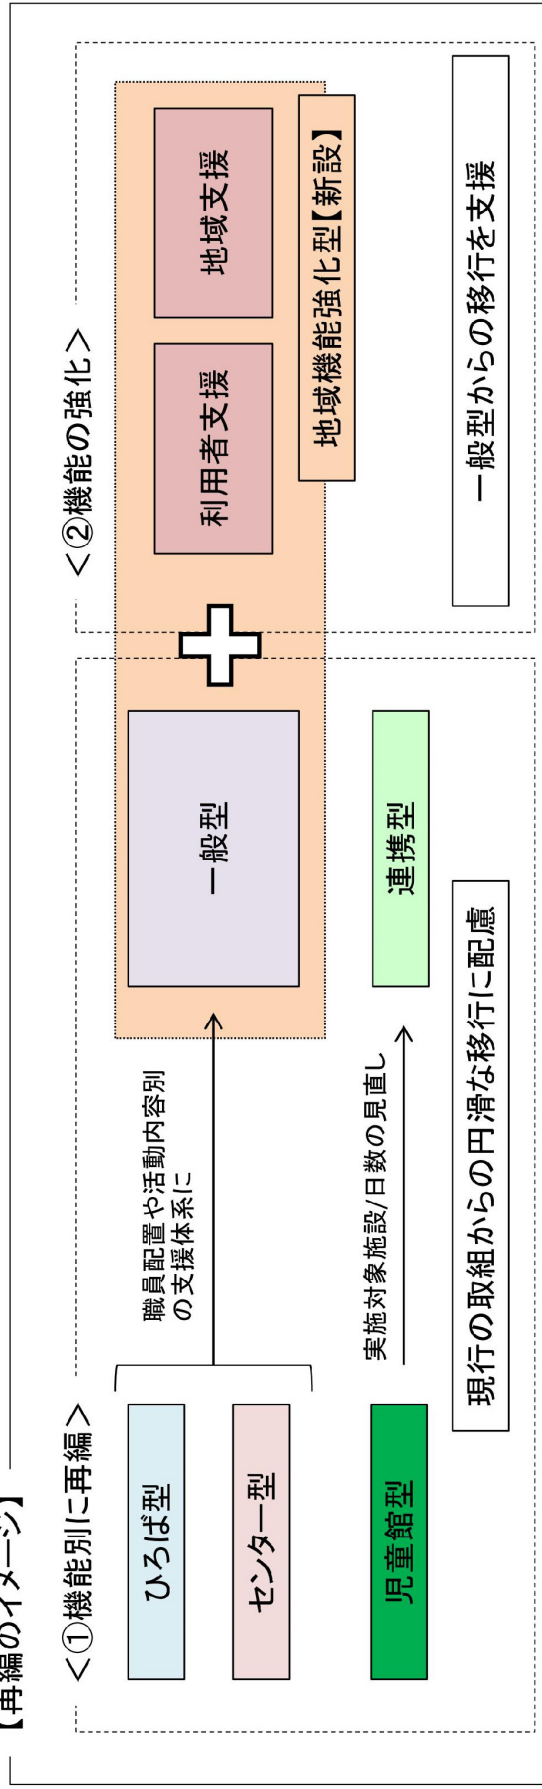 【再編のイメージ】
＜①機能別に再編＞
ひろば型
センター型
児童館型
職員配置や活動内容別
の支援体系に
実施対象施設/日数の見直し
一般型
連携型
現行の取組からの円滑な移行に配慮
＜②機能の強化＞
利用者支援
地域支援
地域機能強化型【新設】
一般型からの移行を支援